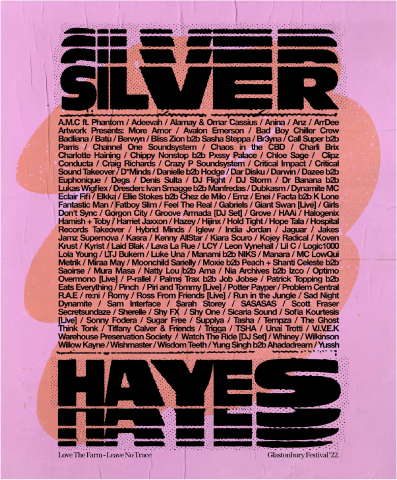 SILVER
SILVER
A.M.C ft. Phantom / Adeevah / Alamay & Omar Cassius / Anina / Anz / ArrDee
Artwork Presents: More Amor / Avalon Emerson / Bad Boy Chiller Crew
Badliana / Batu / Berwyn / Bliss Zion b2b Sasha Steppa / Br3yna / Call Super b2b
Parris / Channel One Soundsystem / Chaos in the CBD / Charli Brix
Charlotte Haining / Chippy Nonstop b2b Pxssy Palace / Chloe Sage / Clipz
Conducta / Craig Richards / Crazy P Soundsystem / Critical Impact / Critical
Sound Takeover / D*Minds / Danielle b2b Hodge / Dar Disku / Darwin / Dazee b2b
Euphonique / Degs / Denis Sulta / DJ Flight / DJ Storm / Dr Banana b2b
Lukas Wigflex / Dresden: Ivan Smagge b2b Manfredas / Dubkasm / Dynamite MC
Eclair Fifi / Elkka / Ellie Stokes b2b Chez de Milo / Emz / Enei / Facta b2b K Lone
Fantastic Man / Fatboy Slim / Feel The Real / Gabriels / Giant Swan [Live] / Girls
Don't Sync / Gorgon City / Groove Armada [DJ Set] / Grove / HAAi / Halogenix
Hamish + Toby / Harriet Jaxxon / Hazey / Hijinx / Hold Tight / Hope Tala / Hospital
Records Takeover / Hybrid Minds / Iglew / India Jordan / Jaguar / Jakes
Jamz Supernova / Kasra / Kenny AllStar / Kiara Scuro / Kojey Radical / Koven
Krust / Krystal / Laid Blak / Lava La Rue / LCY / Leon Vynehall / Lil C / Logic1000
Lola Young / LTJ Bukem / Luke Una / Manami b2b NIKS / Manara / MC LowQui
Metrik / Miraa May / Moonchild Sanelly / Moxie b2b Peach + Shanti Celeste b2b
Saoirse / Mura Masa / Natty Lou b2b Ama / Nia Archives b2b Izco / Optimo
Overmono [Live] / P-rallel / Palms Trax b2b Job Jobse / Patrick Topping b2b
Eats Everything / Pinch / Piri and Tommy [Live] / Potter Payper / Problem Central
R.A.E / rzni / Romy / Ross From Friends [Live] / Run in the Jungle / Sad Night
Dynamite / Sam Interface / Sarah Storey / SASASAS / Scott Fraser
Secretsundaze / Sherelle / Shy FX / Shy One / Sicaria Sound / Sofia Kourtesis
[Live] / Sonny Fodera / Sugar Free / Supplya / Tasha / Tempza / The Ghost
Think Tonk / Tiffany Calver & Friends / Trigga / TSHA / Unai Trotti / V.I.V.E.K
Warehouse Preservation Society / Watch The Ride [DJ Set] / Whiney / Wilkinson
Willow Kayne / Wishmaster / Wisdom Teeth / Yung Singh b2b Ahadadream / Yussh
HAYES
HAYES
Love The Farm - Leave No Trace Glastonbury Festival '22.